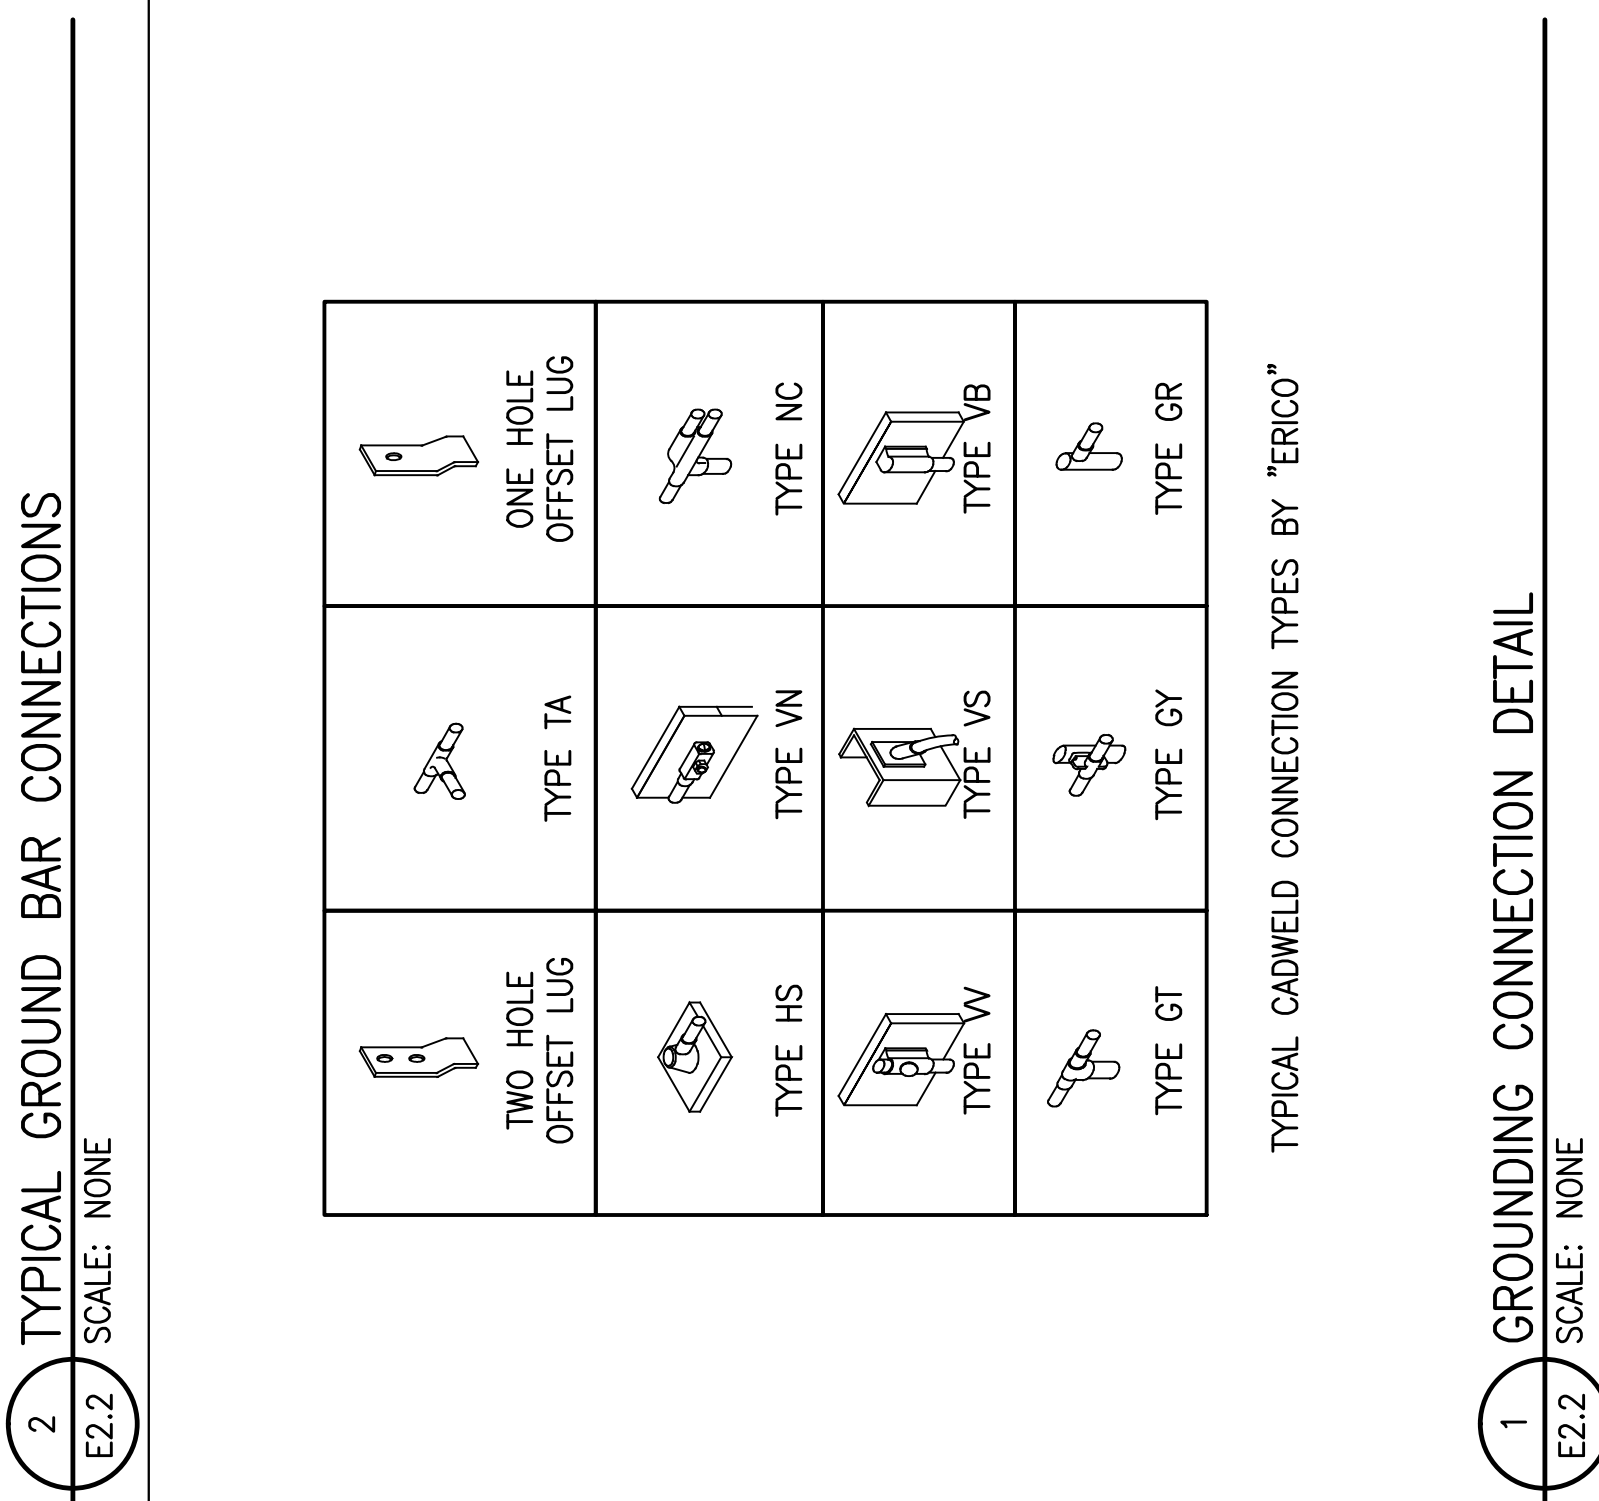 2 TYPICAL GROUND BAR CONNECTIONS
E2.2 SCALE: NONE
TWO HOLE
OFFSET LUG
TYPE TA
ONE HOLE
OFFSET LUG
TYPE HS
TYPE VN
TYPE NC
TYPE VV
TYPE VS
TYPE VB
TYPE GT
TYPE GY
TYPE GR
TYPICAL CADWELD CONNECTION TYPES BY "ERICO"
1 GROUNDING CONNECTION DETAIL
E2.2 SCALE: NONE